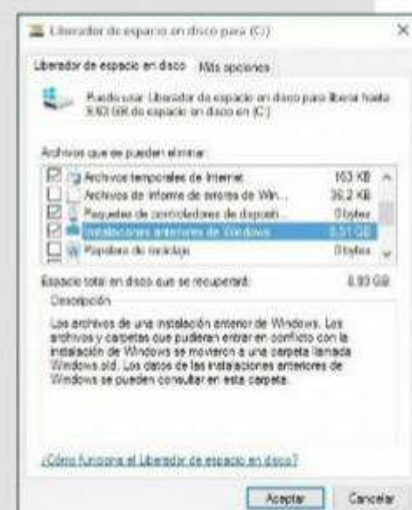 Liberador de espacio en disco para (C:)
Liberador de espacio en disco Más opciones
Puede usar Liberador de espacio en disco para liberar hasta
de espacio en disco en (C:)
Archivos que se pueden eliminar:
Archivos temporales de Internet 163 KB
Archivos de informe de errores de Win... 36,2 KB
Paquetes de controladores de dispositi... 0 bytes
Instalaciones anteriores de Windows 8,51 GB
Papelera de reciclaje 0 bytes
Espacio total en disco que se recuperará: GB
Descripción
Los archivos de una instalación anterior de Windows. Los
archivos y carpetas que pudieran entrar en conflicto con la
instalación de Windows se movieron a una carpeta llamada
Windows.old. Los datos de las instalaciones anteriores de
Windows se pueden consultar en esta carpeta.
¿Cómo funciona el Liberador de espacio en disco?
Aceptar Cancelar